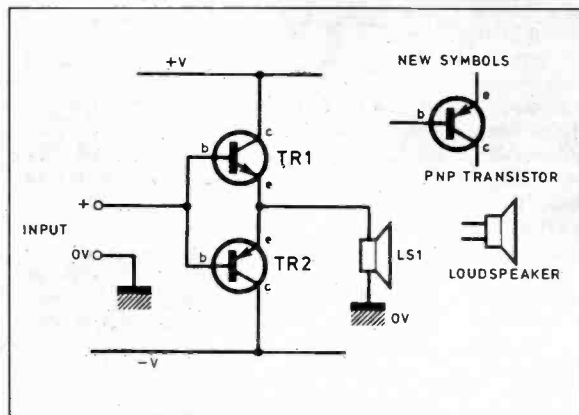 +V
NEW SYMBOLS
e
b
c
PNP TRANSISTOR
c
b
TR1
e
+
INPUT
0V
e
b
TR2
c
LS1
0V
LOUDSPEAKER
−V